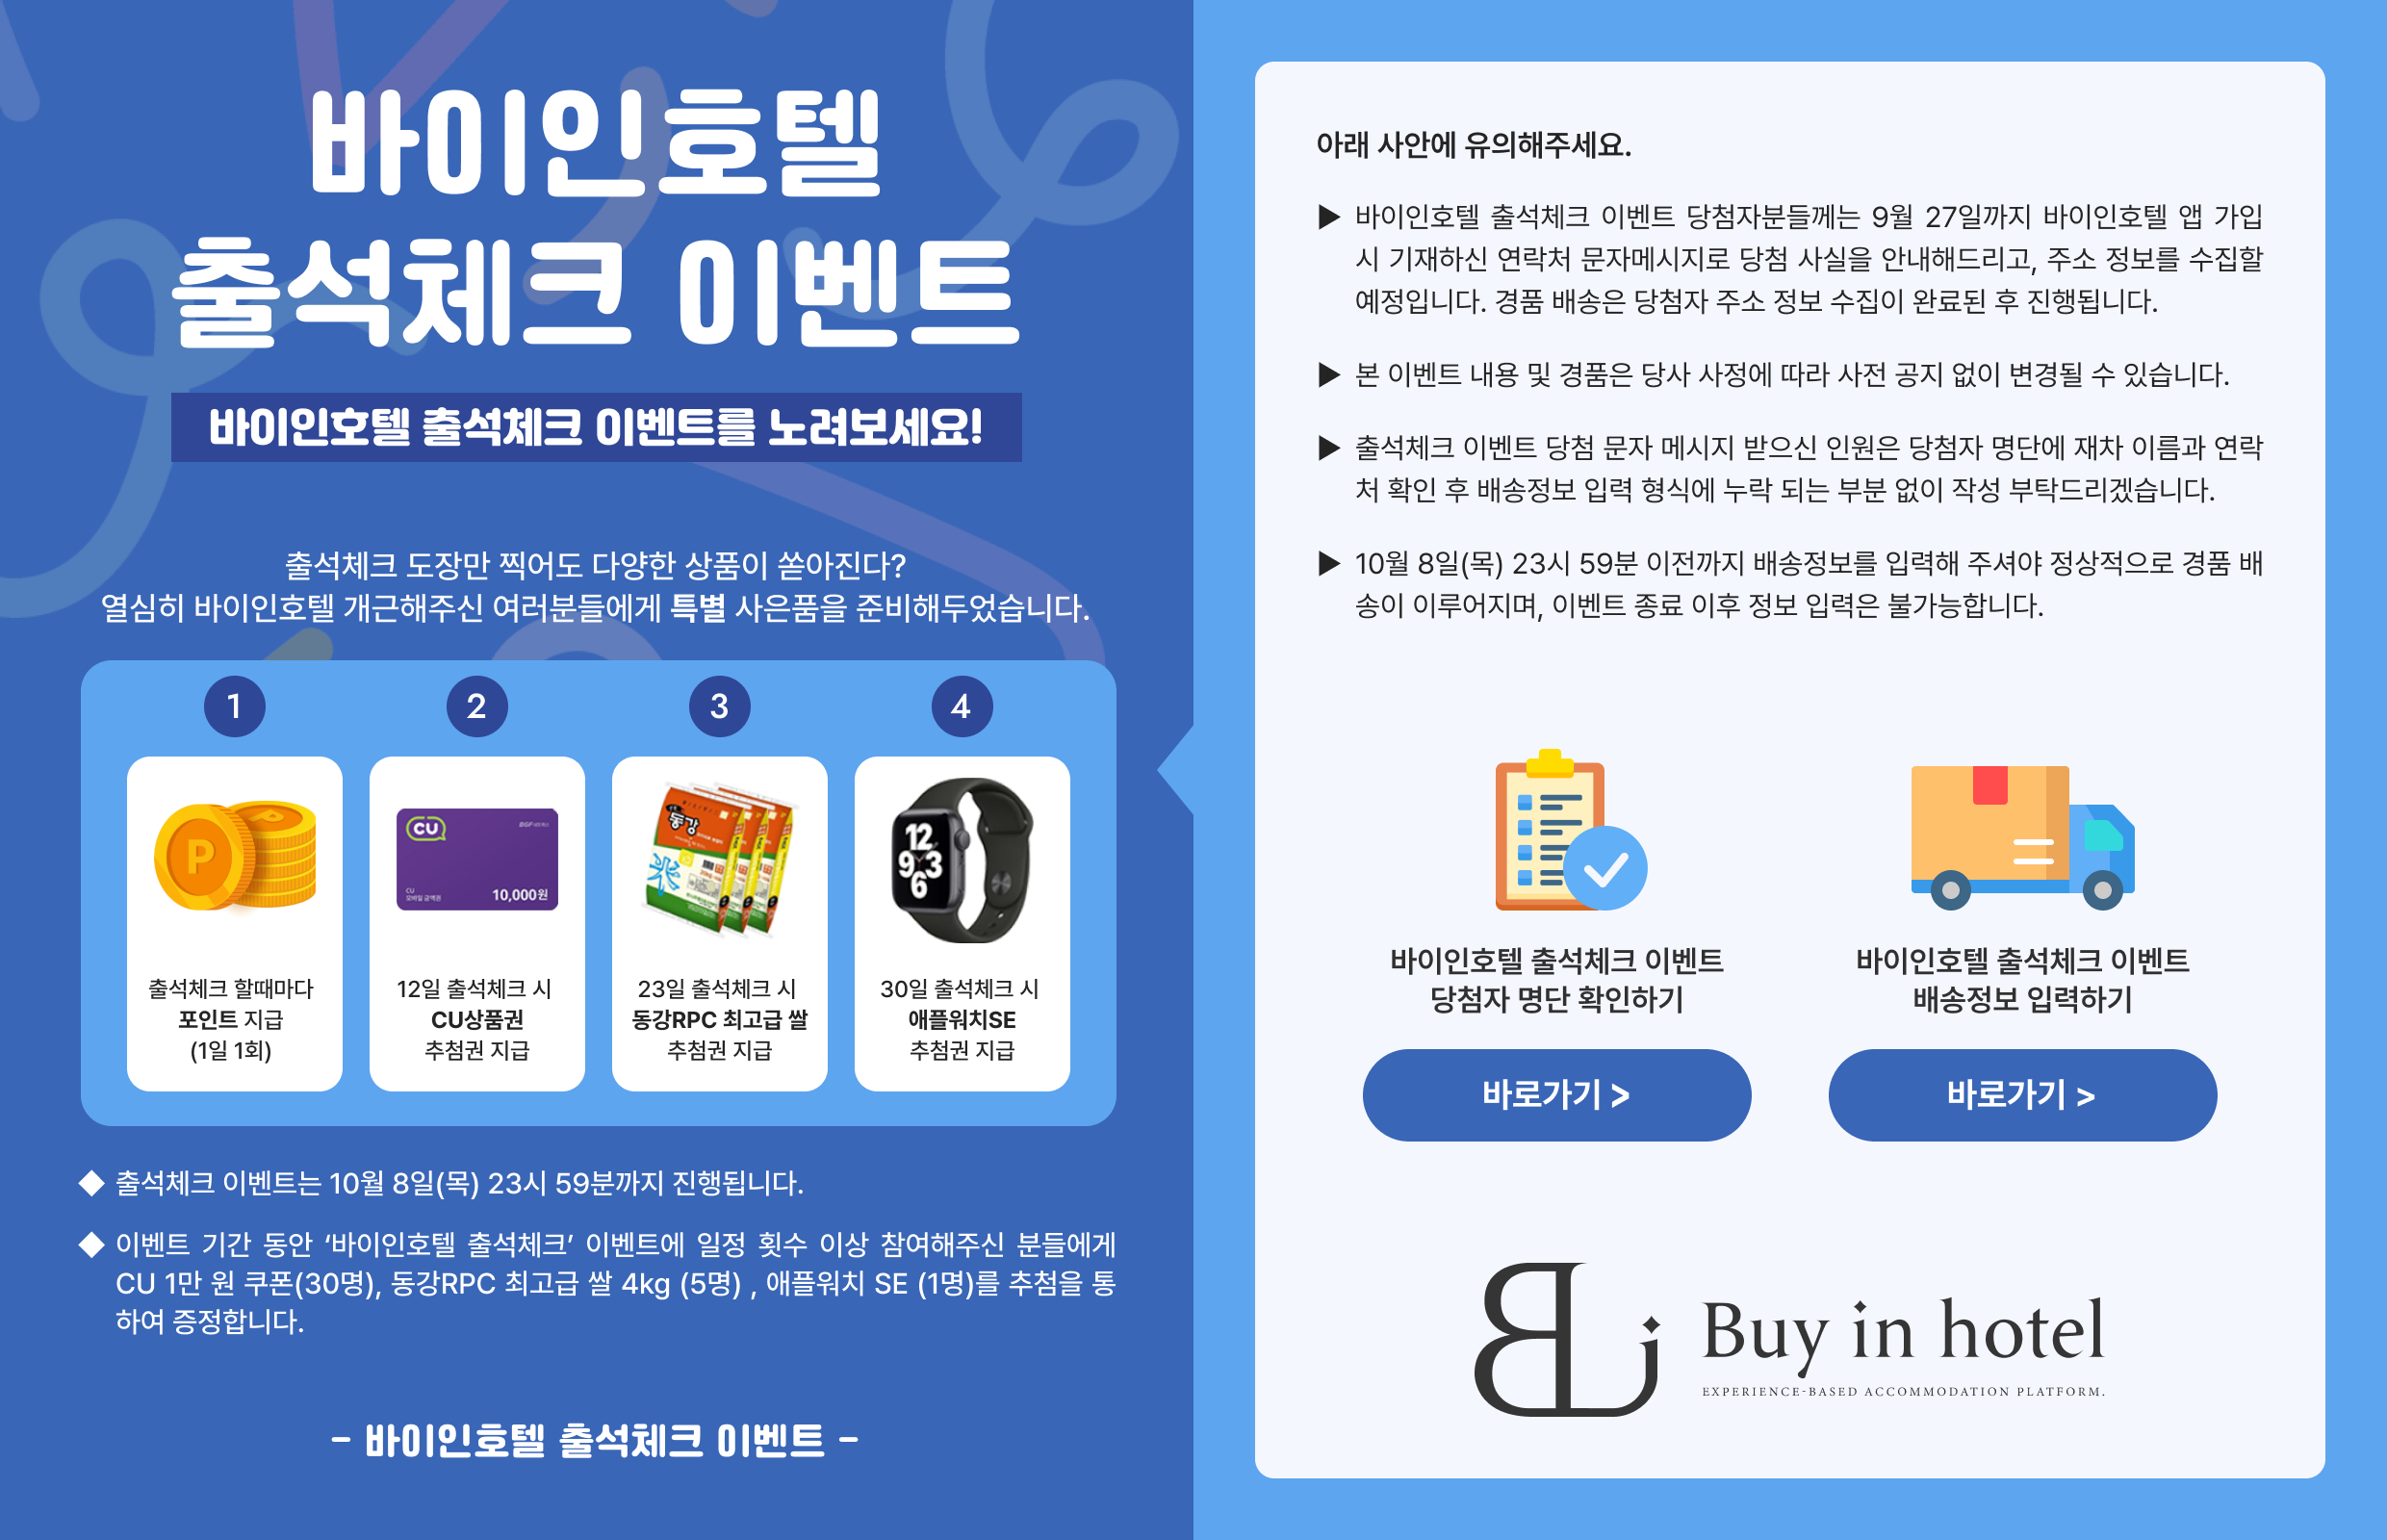 바이인호텔
출석체크 이벤트
바이인호텔 출석체크 이벤트를 노려보세요!
출석체크 도장만 찍어도 다양한 상품이 쏟아진다?
열심히 바이인호텔 개근해주신 여러분들에게 특별 사은품을 준비해두었습니다.
1
2
3
4
P
P
CU
BGF
CU
모바일 금액권
10,000원
동강
12
9 3
6
출석체크 할때마다
포인트 지급
(1일 1회)
12일 출석체크 시
CU상품권
추첨권 지급
23일 출석체크 시
동강RPC 최고급 쌀
추첨권 지급
30일 출석체크 시
애플워치SE
추첨권 지급
◆ 출석체크 이벤트는 10월 8일(목) 23시 59분까지 진행됩니다.
◆ 이벤트 기간 동안 ‘바이인호텔 출석체크’ 이벤트에 일정 횟수 이상 참여해주신 분들에게
CU 1만 원 쿠폰(30명), 동강RPC 최고급 쌀 4kg (5명) , 애플워치 SE (1명)를 추첨을 통
하여 증정합니다.
- 바이인호텔 출석체크 이벤트 -
아래 사안에 유의해주세요.
▶ 바이인호텔 출석체크 이벤트 당첨자분들께는 9월 27일까지 바이인호텔 앱 가입
시 기재하신 연락처 문자메시지로 당첨 사실을 안내해드리고, 주소 정보를 수집할
예정입니다. 경품 배송은 당첨자 주소 정보 수집이 완료된 후 진행됩니다.
▶ 본 이벤트 내용 및 경품은 당사 사정에 따라 사전 공지 없이 변경될 수 있습니다.
▶ 출석체크 이벤트 당첨 문자 메시지 받으신 인원은 당첨자 명단에 재차 이름과 연락
처 확인 후 배송정보 입력 형식에 누락 되는 부분 없이 작성 부탁드리겠습니다.
▶ 10월 8일(목) 23시 59분 이전까지 배송정보를 입력해 주셔야 정상적으로 경품 배
송이 이루어지며, 이벤트 종료 이후 정보 입력은 불가능합니다.
바이인호텔 출석체크 이벤트
당첨자 명단 확인하기
바로가기 >
바이인호텔 출석체크 이벤트
배송정보 입력하기
바로가기 >
Buy in hotel
EXPERIENCE-BASED ACCOMMODATION PLATFORM.